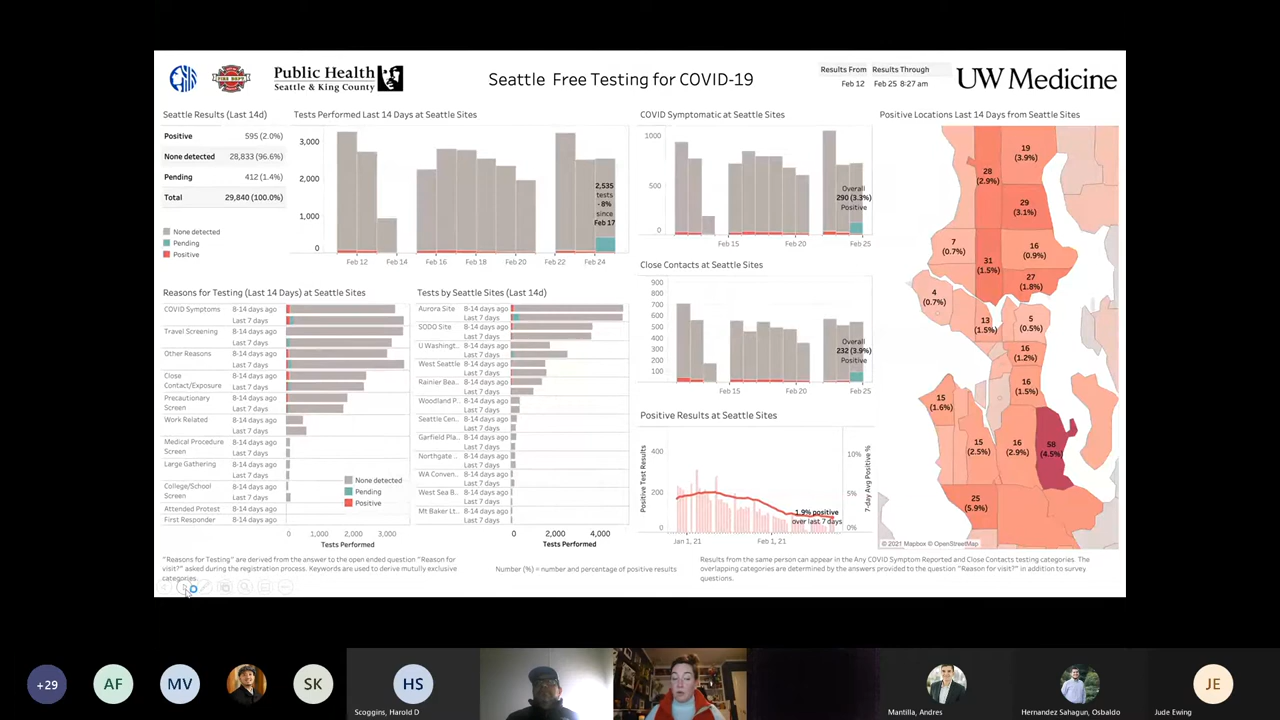 Public Health
Seattle & King County
Seattle Free Testing for COVID-19
Results From Results Through
Feb 12 Feb 25 8:27 am
UW Medicine
Seattle Results (Last 14d)
Positive 595 (2.0%)
None detected 28,833 (96.6%)
Pending 412 (1.4%)
Total 29,840 (100.0%)
None detected
Pending
Positive
Tests Performed Last 14 Days at Seattle Sites
3,000
2,000
1,000
0
2,535
tests
- 8%
since
Feb 17
Feb 12 Feb 14 Feb 16 Feb 18 Feb 20 Feb 22 Feb 24
COVID Symptomatic at Seattle Sites
1000
500
0
Overall
290 (3.3%)
Positive
Feb 15 Feb 20 Feb 25
Close Contacts at Seattle Sites
900
800
700
600
500
400
300
200
100
Overall
232 (3.9%)
Positive
Feb 15 Feb 20 Feb 25
Positive Results at Seattle Sites
Positive Test Results
400
200
0
10%
5%
0%
7-day Avg Positive %
1.9% positive
over last 7 days
Jan 1, 21 Feb 1, 21
Positive Locations Last 14 Days from Seattle Sites
19
(3.9%)
28
(2.9%)
29
(3.1%)
7
(0.7%)
16
(0.9%)
31
(1.5%)
27
(1.8%)
4
(0.7%)
13
(1.5%)
5
(0.5%)
16
(1.2%)
16
(1.5%)
15
(1.6%)
15
(2.5%)
16
(2.9%)
58
(4.5%)
25
(5.9%)
© 2021 Mapbox © OpenStreetMap
Reasons for Testing (Last 14 Days) at Seattle Sites
COVID Symptoms 8-14 days ago
Last 7 days
Travel Screening 8-14 days ago
Last 7 days
Other Reasons 8-14 days ago
Last 7 days
Close 8-14 days ago
Contact/Exposure Last 7 days
Precautionary 8-14 days ago
Screen Last 7 days
Work Related 8-14 days ago
Last 7 days
Medical Procedure 8-14 days ago
Screen Last 7 days
Large Gathering 8-14 days ago
Last 7 days
College/School 8-14 days ago
Screen Last 7 days
Attended Protest 8-14 days ago
First Responder 8-14 days ago
None detected
Pending
Positive
0 1,000 2,000 3,000
Tests Performed
Tests by Seattle Sites (Last 14d)
Aurora Site 8-14 days ago
Last 7 days
SODO Site 8-14 days ago
Last 7 days
U Washingt.. 8-14 days ago
Last 7 days
West Seattle 8-14 days ago
Last 7 days
Rainier Bea.. 8-14 days ago
Last 7 days
Woodland P.. 8-14 days ago
Last 7 days
Seattle Cen.. 8-14 days ago
Last 7 days
Garfield Pla.. 8-14 days ago
Last 7 days
Northgate .. 8-14 days ago
Last 7 days
WA Conven.. 8-14 days ago
Last 7 days
West Sea B.. 8-14 days ago
Last 7 days
Mt Baker Lt.. 8-14 days ago
Last 7 days
0 2,000 4,000
Tests Performed
"Reasons for Testing" are derived from the answer to the open ended question "Reason for
visit?" asked during the registration process. Keywords are used to derive mutually exclusive
categories.
Number (%) = number and percentage of positive results
Results from the same person can appear in the Any COVID Symptom Reported and Close Contacts testing categories. The
overlapping categories are determined by the answers provided to the question "Reason for visit?" in addition to survey
questions.
+29
AF
MV
SK
HS
Scoggins, Harold D
Mantilla, Andres
Hernandez Sahagun, Osbaldo
JE
Jude Ewing